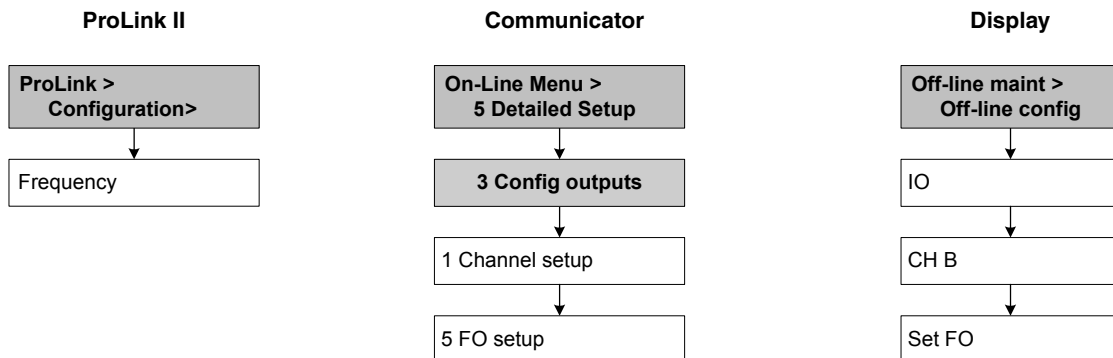 ProLink II
ProLink >
Configuration>
Frequency
Communicator
On-Line Menu >
5 Detailed Setup
3 Config outputs
1 Channel setup
5 FO setup
Display
Off-line maint >
Off-line config
IO
CH B
Set FO